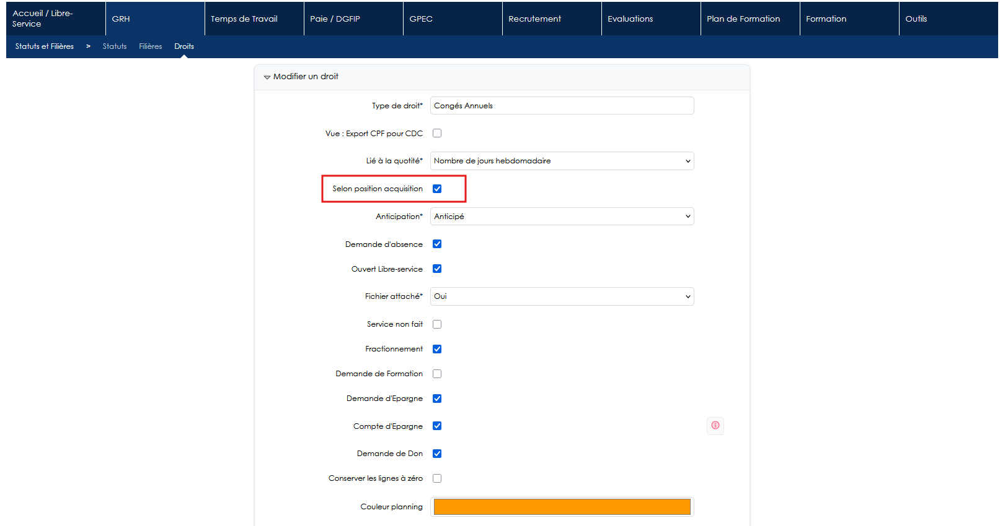 Accueil / Libre-
Service
GRH
Temps de Travail
Paie / DGFIP
GPEC
Recrutement
Evaluations
Plan de Formation
Formation
Outils
Statuts et Filières > Statuts Filières Droits
Modifier un droit
Type de droit* Congés Annuels
Vue : Export CPF pour CDC
Lié à la quotité* Nombre de jours hebdomadaire
Selon position acquisition
Anticipation* Anticipé
Demande d'absence
Ouvert Libre-service
Fichier attaché* Oui
Service non fait
Fractionnement
Demande de Formation
Demande d'Epargne
Compte d'Epargne
Demande de Don
Conserver les lignes à zéro
Couleur planning